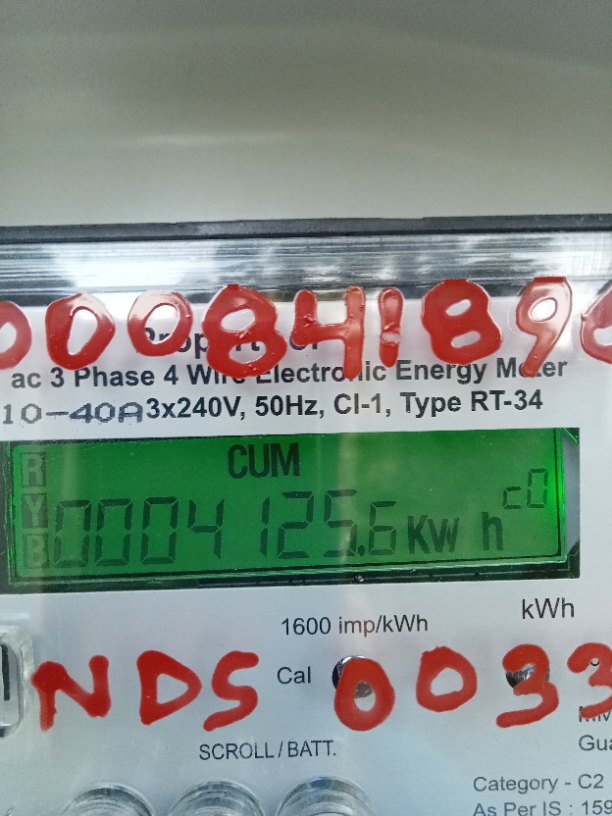 000841890
ac 3 Phase 4 Wire Electronic Energy Meter
10-40A 3x240V, 50Hz, Cl-1, Type RT-34
CUM
R
Y
B
0004125.6 Kw h c0
1600 imp/kWh
kWh
Cal
NDS 0033
SCROLL/BATT.
Category - C2
As Per IS : 159